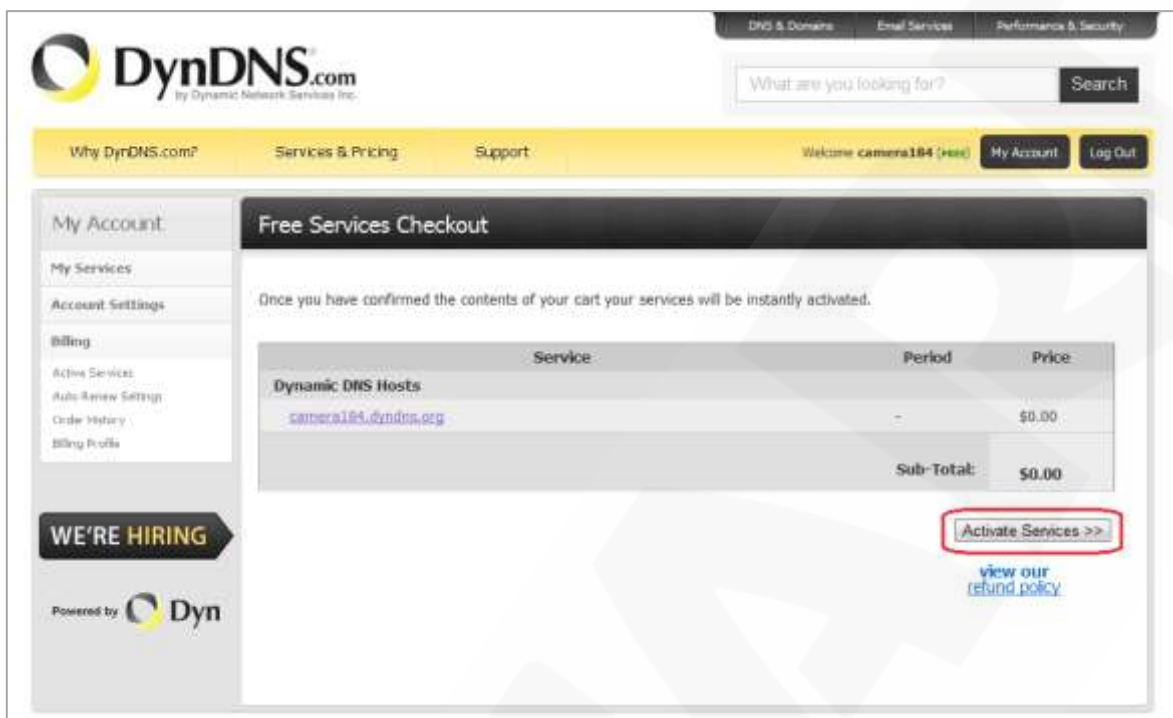 DNS & Domains Email Services Performance & Security
DynDNS.com
by Dynamic Network Services Inc.
What are you looking for? Search
Why DynDNS.com? Services & Pricing Support Welcome camera184 (FREE) My Account Log Out
My Account
My Services
Account Settings
Billing
Active Services
Auto Renew Settings
Order History
Billing Profile
WE'RE HIRING
Powered by Dyn
Free Services Checkout
Once you have confirmed the contents of your cart your services will be instantly activated.
Service Period Price
Dynamic DNS Hosts
camera184.dyndns.org - $0.00
Sub-Total: $0.00
Activate Services >>
view our
refund policy